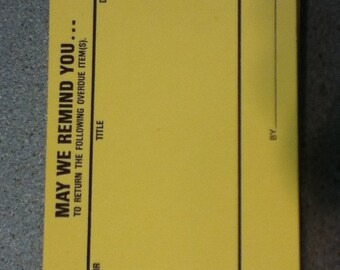 MAY WE REMIND YOU...
TO RETURN THE FOLLOWING OVERDUE ITEM(S).
TITLE
BY